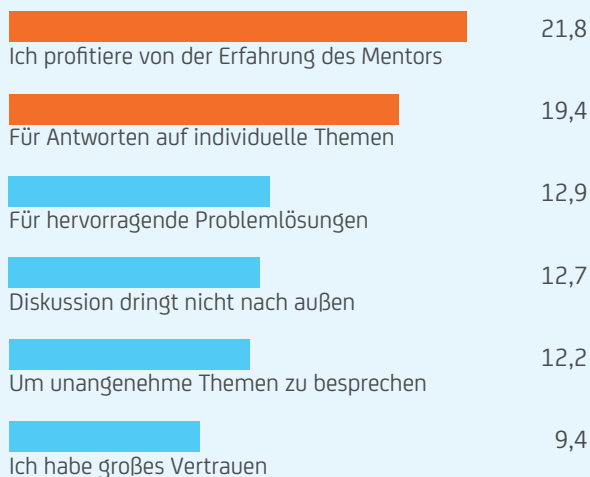 21,8
Ich profitiere von der Erfahrung des Mentors
19,4
Für Antworten auf individuelle Themen
12,9
Für hervorragende Problemlösungen
12,7
Diskussion dringt nicht nach außen
12,2
Um unangenehme Themen zu besprechen
9,4
Ich habe großes Vertrauen